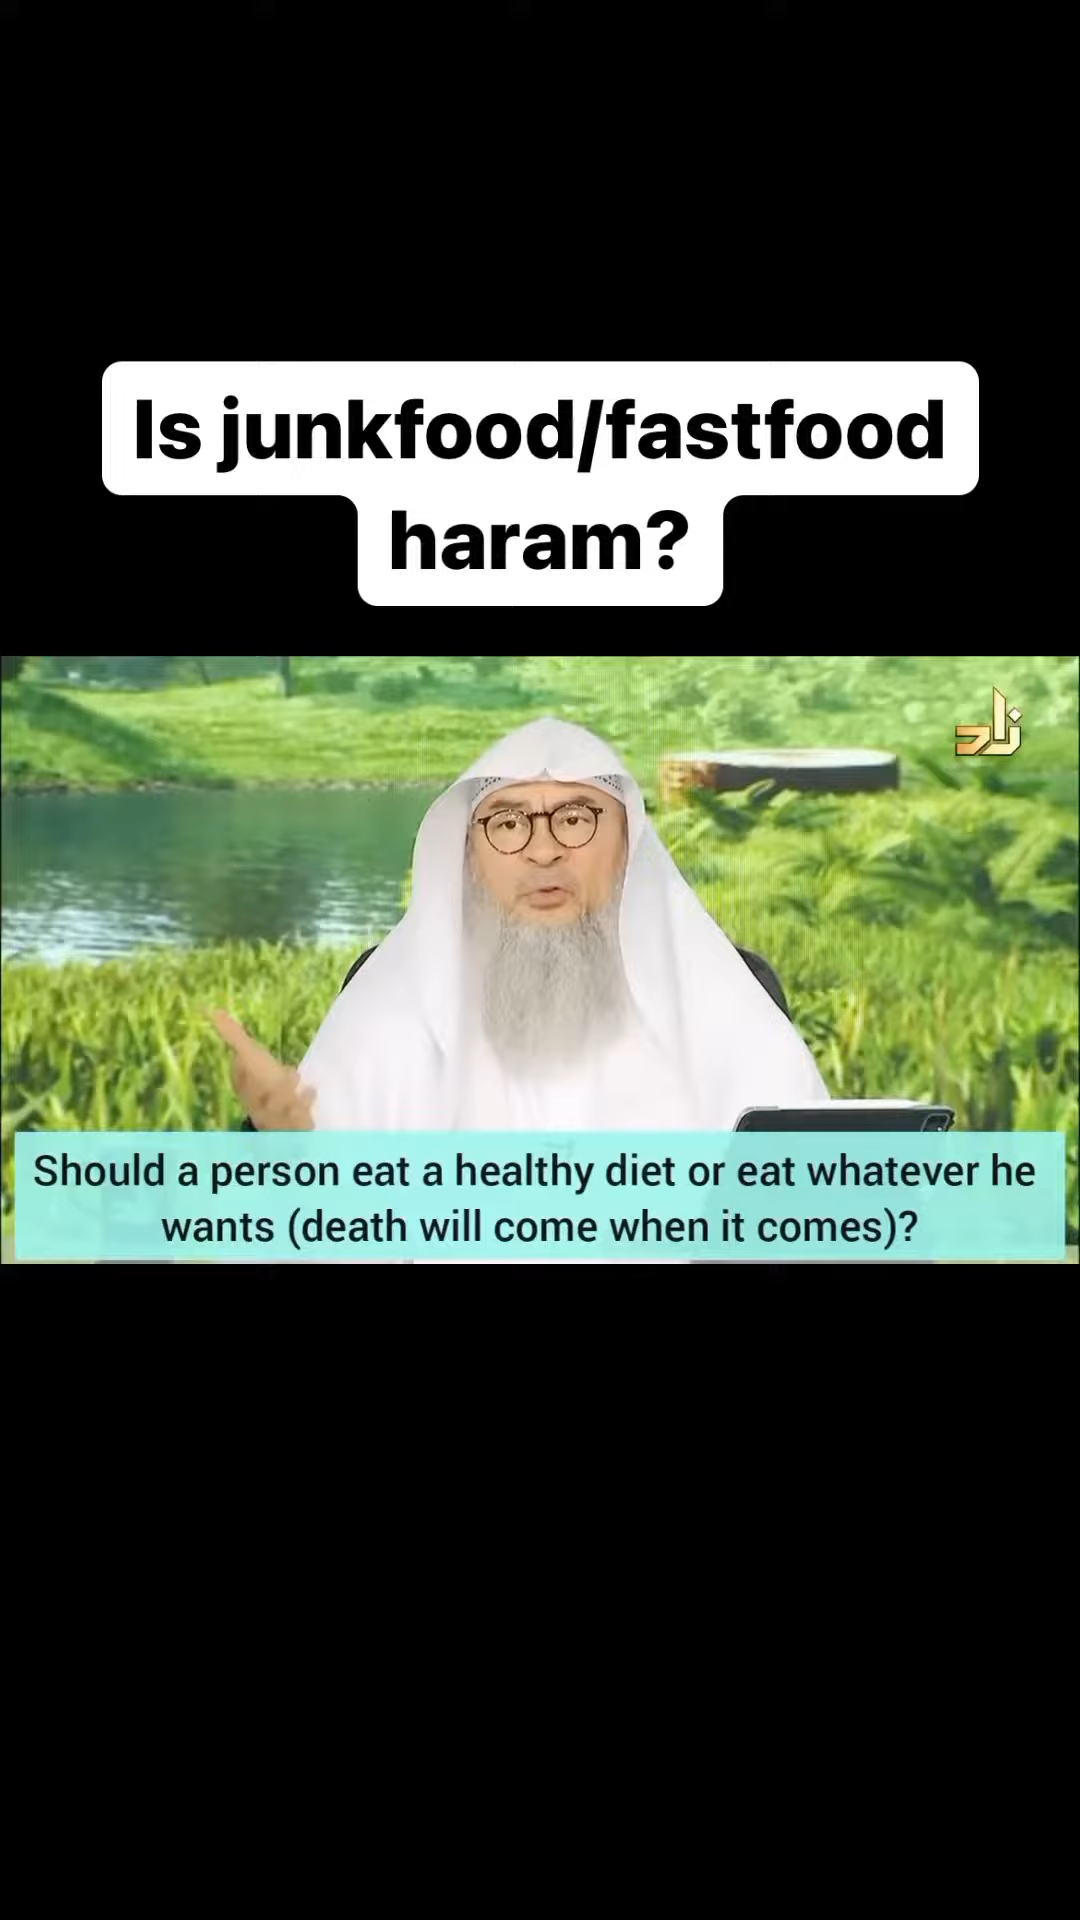 Is junkfood/fastfood
haram?
زاد
Should a person eat a healthy diet or eat whatever he
wants (death will come when it comes)?